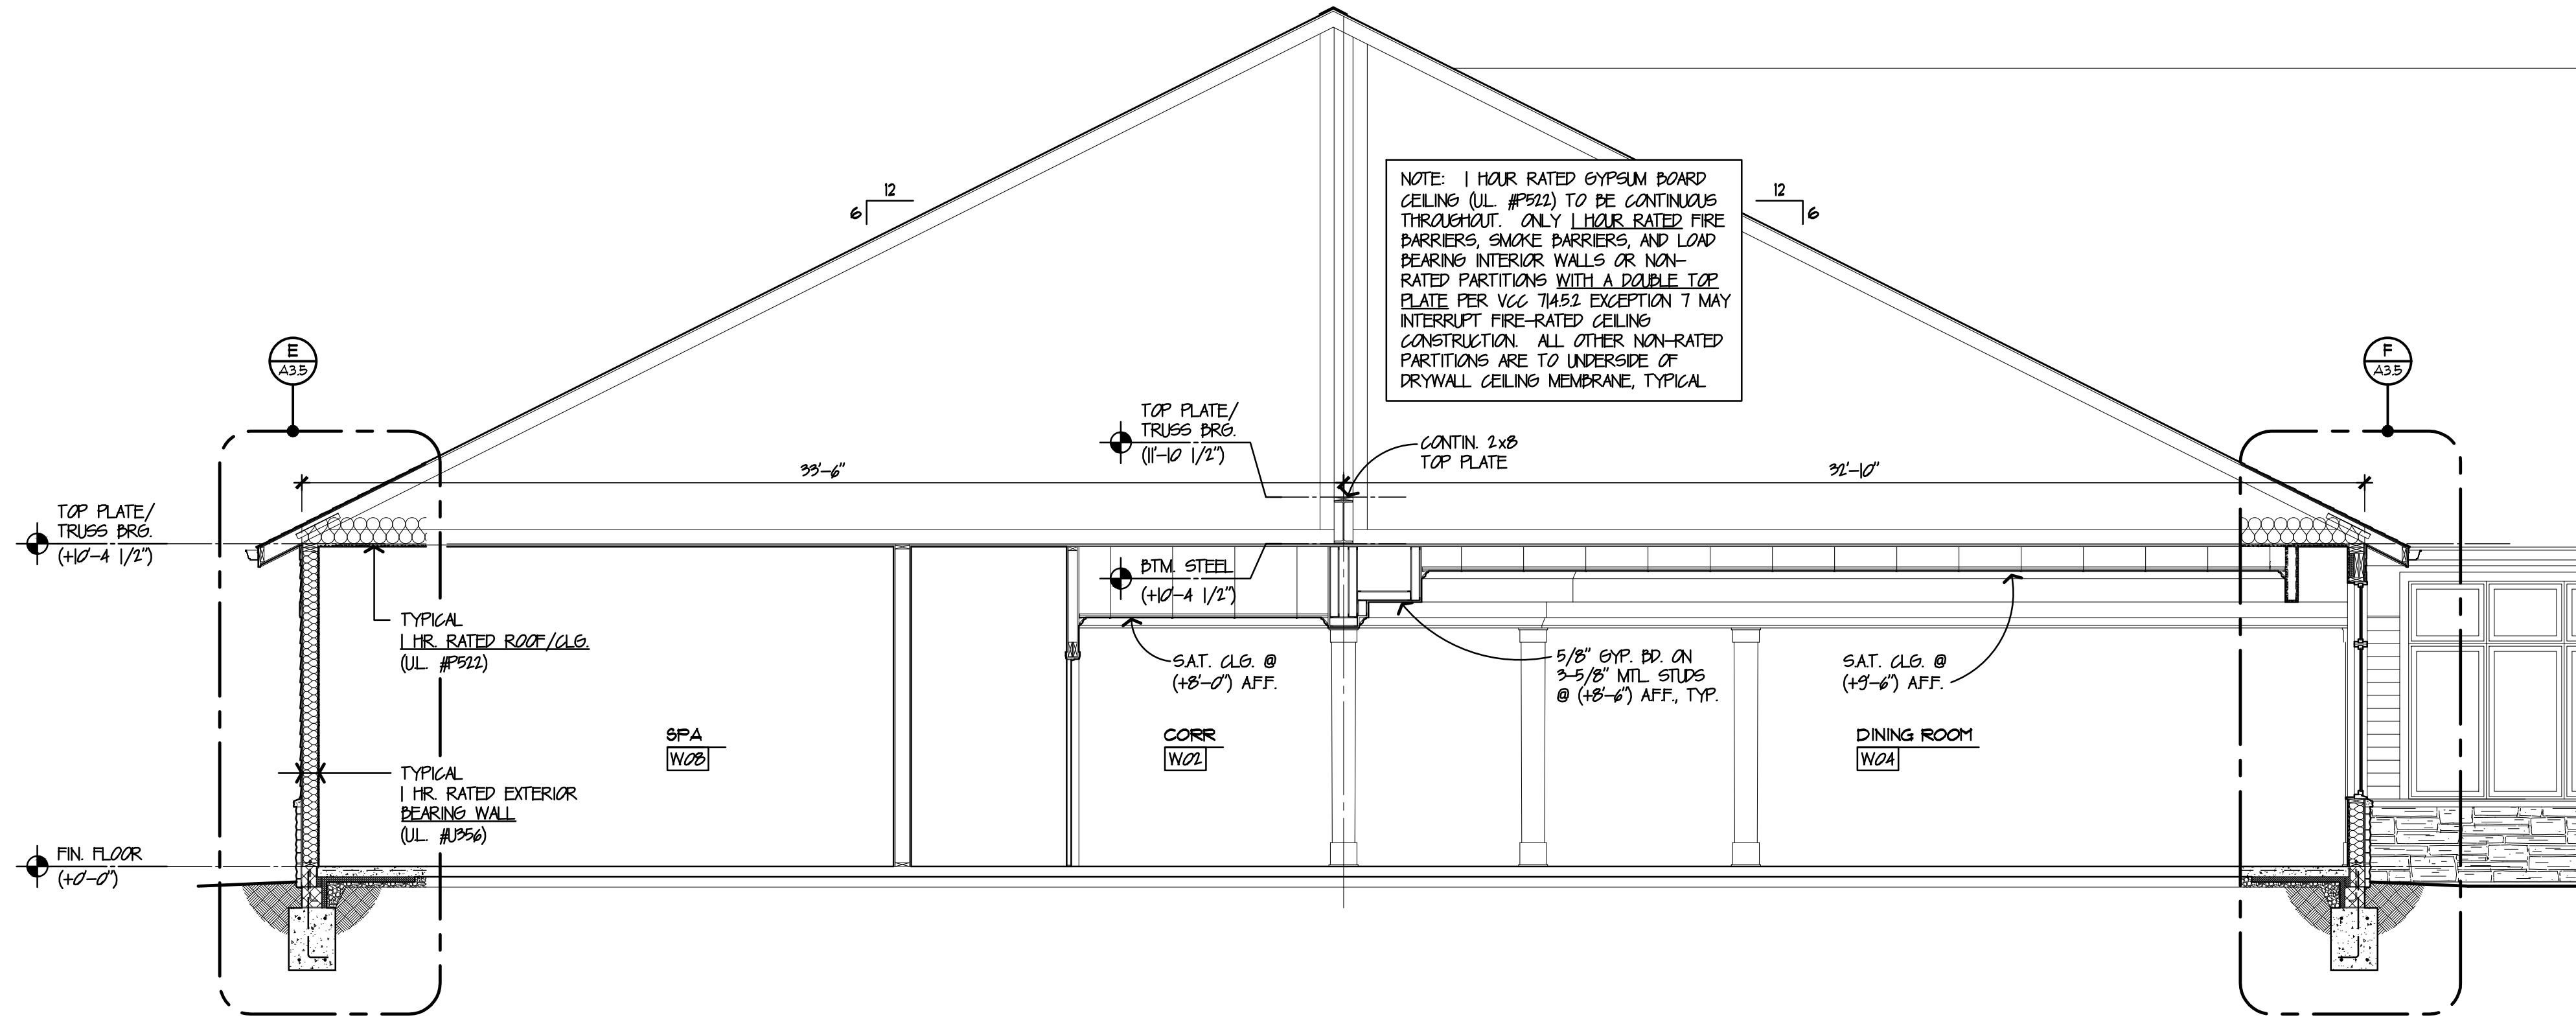 12
6
12
6
NOTE: 1 HOUR RATED GYPSUM BOARD
CEILING (U.L. #P522) TO BE CONTINUOUS
THROUGHOUT. ONLY 1 HOUR RATED FIRE
BARRIERS, SMOKE BARRIERS, AND LOAD
BEARING INTERIOR WALLS OR NON-
RATED PARTITIONS WITH A DOUBLE TOP
PLATE PER VCC 714.5.2 EXCEPTION 7 MAY
INTERRUPT FIRE-RATED CEILING
CONSTRUCTION. ALL OTHER NON-RATED
PARTITIONS ARE TO UNDERSIDE OF
DRYWALL CEILING MEMBRANE, TYPICAL
E
A3.5
F
A3.5
TOP PLATE/
TRUSS BRG.
(11'-10 1/2")
CONTIN. 2x8
TOP PLATE
33'-6"
32'-10"
TOP PLATE/
TRUSS BRG.
(+10'-4 1/2")
BTM. STEEL
(+10'-4 1/2")
TYPICAL
1 HR. RATED ROOF/CLG.
(U.L. #P522)
S.A.T. CLG. @
(+8'-0") A.F.F.
5/8" GYP. BD. ON
3-5/8" MTL. STUDS
@ (+8'-6") A.F.F., TYP.
S.A.T. CLG. @
(+9'-6") A.F.F.
SPA
W08
CORR
W02
DINING ROOM
W04
TYPICAL
1 HR. RATED EXTERIOR
BEARING WALL
(U.L. #U356)
FIN. FLOOR
(+0'-0")